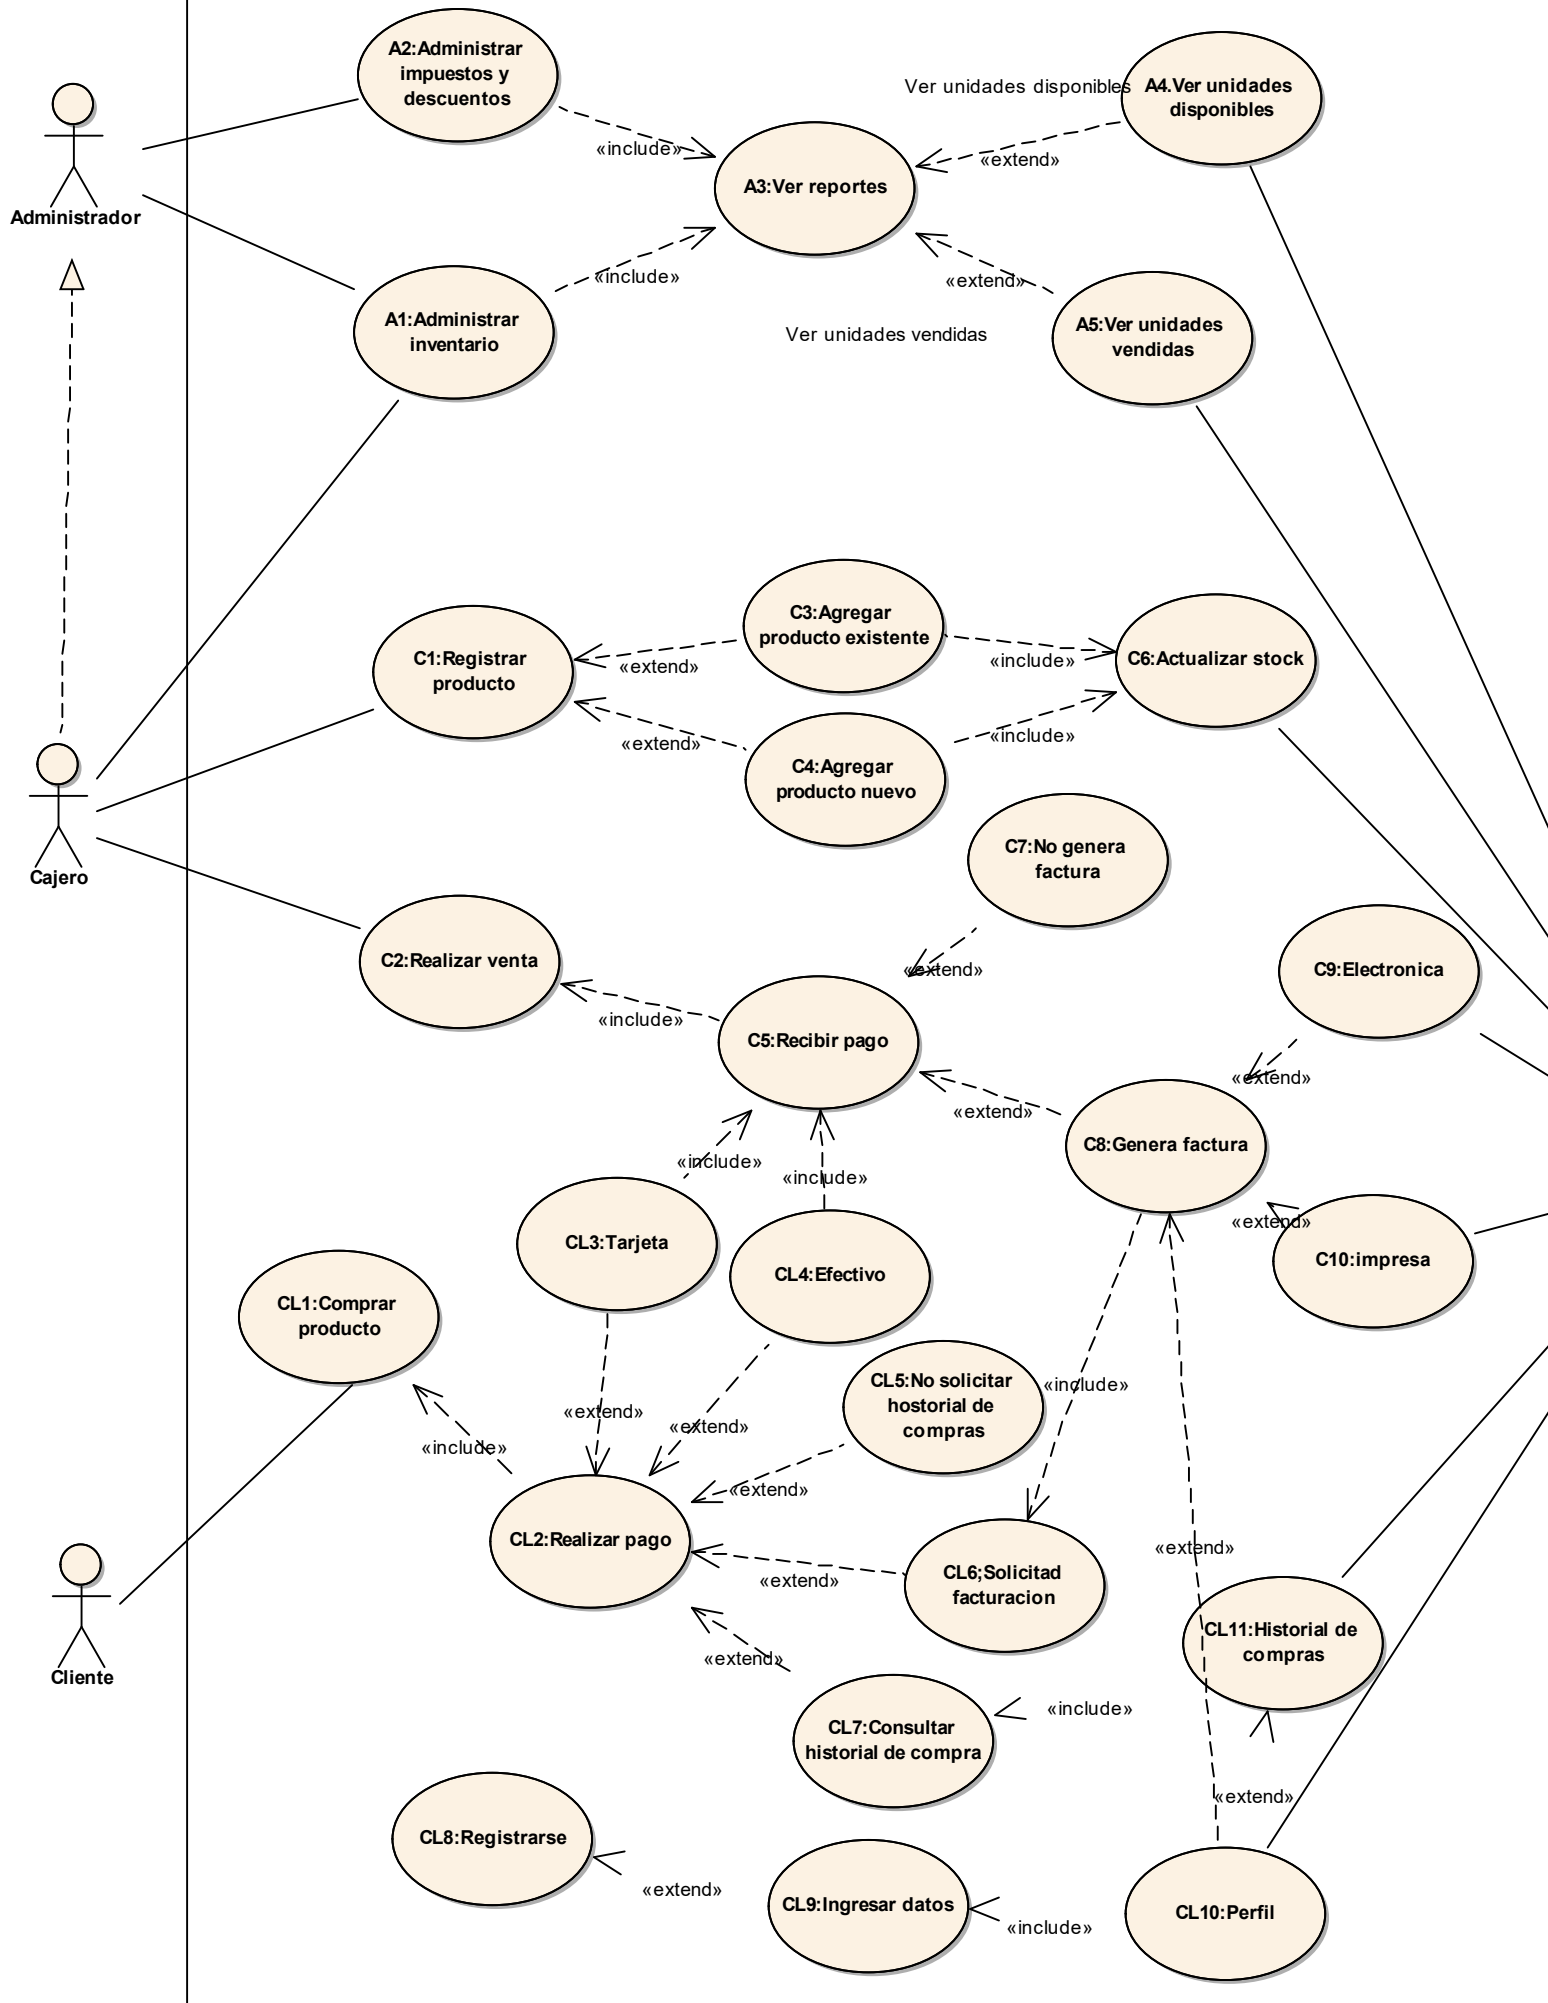 A2:Administrar
impuestos y
descuentos
Ver unidades disponibles
A4.Ver unidades
disponibles
«include»
«extend»
A3:Ver reportes
Administrador
«include»
«extend»
A1:Administrar
inventario
Ver unidades vendidas
A5:Ver unidades
vendidas
C3:Agregar
producto existente
C1:Registrar
producto
«extend»
«include»
C6:Actualizar stock
«extend»
«include»
C4:Agregar
producto nuevo
C7:No genera
factura
Cajero
C2:Realizar venta
«extend»
C9:Electronica
«include»
C5:Recibir pago
«extend»
«extend»
C8:Genera factura
«include»
«include»
«extend»
CL3:Tarjeta
CL4:Efectivo
C10:impresa
CL1:Comprar
producto
CL5:No solicitar
hostorial de
compras
«include»
«extend»
«extend»
«include»
«extend»
CL2:Realizar pago
«extend»
«extend»
CL6;Solicitad
facturacion
CL11:Historial de
compras
Cliente
«extend»
CL7:Consultar
historial de compra
«include»
«extend»
CL8:Registrarse
«extend»
CL9:Ingresar datos
«include»
CL10:Perfil